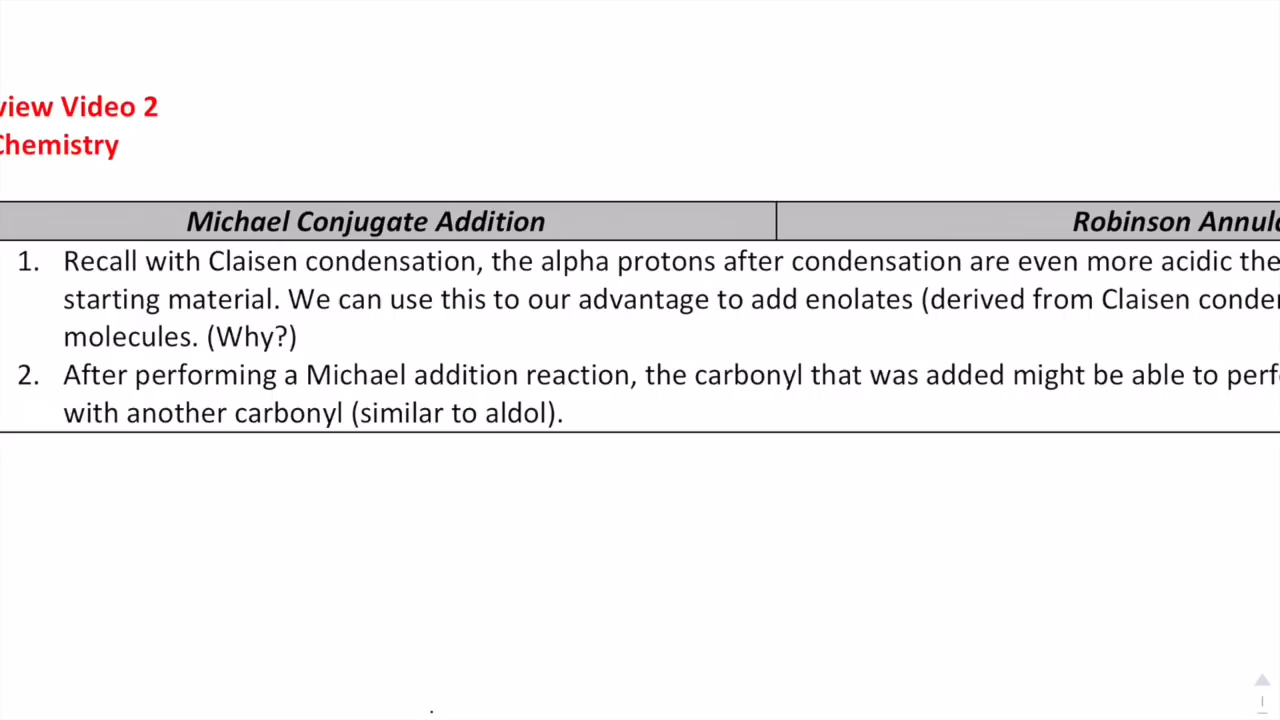 view Video 2
Chemistry
Michael Conjugate Addition
Robinson Annula
1. Recall with Claisen condensation, the alpha protons after condensation are even more acidic the
starting material. We can use this to our advantage to add enolates (derived from Claisen conden
molecules. (Why?)
2. After performing a Michael addition reaction, the carbonyl that was added might be able to perfo
with another carbonyl (similar to aldol).